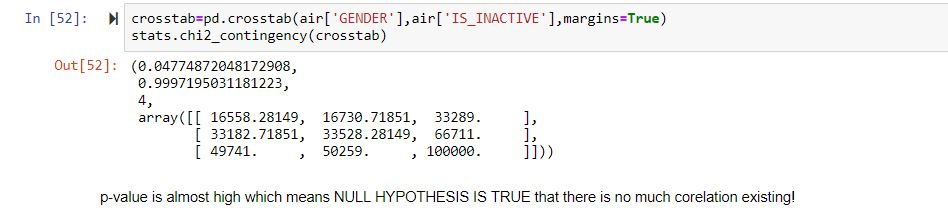 In [52]: crosstab=pd.crosstab(air['GENDER'],air['IS_INACTIVE'],margins=True)
stats.chi2_contingency(crosstab)
Out[52]: (0.04774872048172908,
0.9997195031181223,
4,
array([[ 16558.28149,  16730.71851,  33289.     ],
[ 33182.71851,  33528.28149,  66711.     ],
[ 49741.     ,  50259.     , 100000.     ]]))
p-value is almost high which means NULL HYPOTHESIS IS TRUE that there is no much corelation existing!